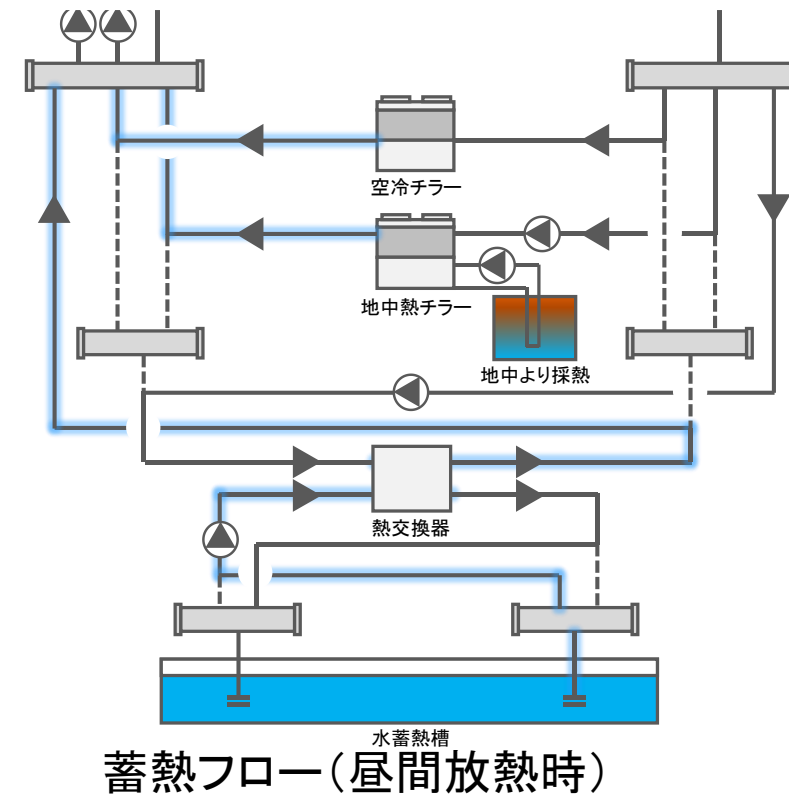 空冷チラー
地中熱チラー
地中より採熱
熱交換器
水蓄熱槽
蓄熱フロー(昼間放熱時)